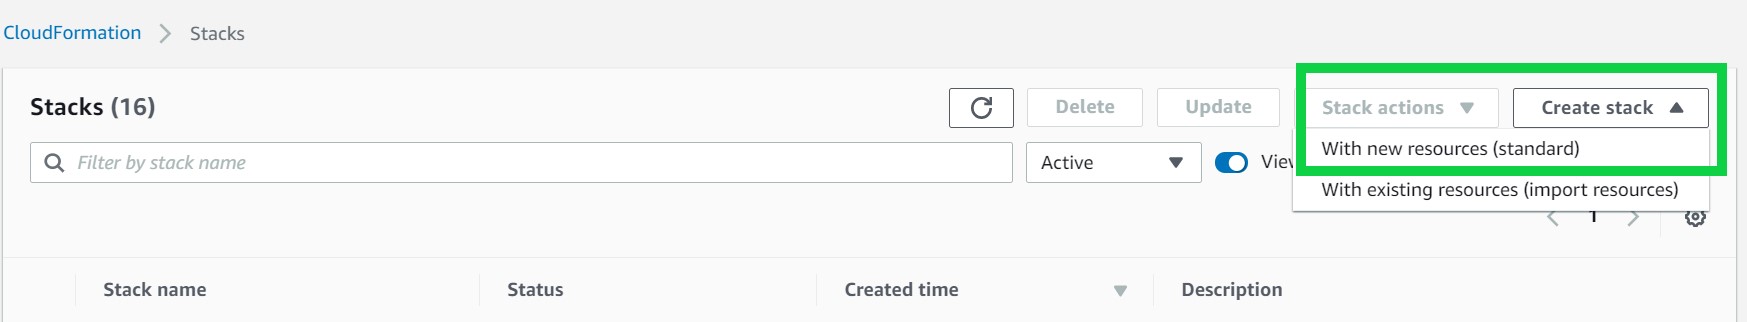 CloudFormation Stacks
Stacks (16) Delete Update Stack actions Create stack
Filter by stack name Active
With new resources (standard)
With existing resources (import resources)
1
Stack name Status Created time Description